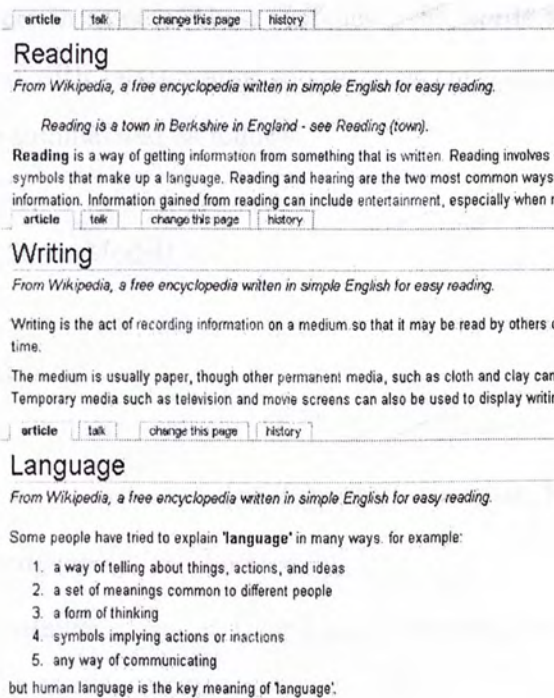 article talk change this page history
Reading
From Wikipedia, a free encyclopedia written in simple English for easy reading.
Reading is a town in Berkshire in England - see Reading (town).
Reading is a way of getting information from something that is written. Reading involves
symbols that make up a language. Reading and hearing are the two most common ways
information. Information gained from reading can include entertainment, especially when
article talk change this page history
Writing
From Wikipedia, a free encyclopedia written in simple English for easy reading.
Writing is the act of recording information on a medium so that it may be read by others
time.
The medium is usually paper, though other permanent media, such as cloth and clay can
Temporary media such as television and movie screens can also be used to display
article talk change this page history
Language
From Wikipedia, a free encyclopedia written in simple English for easy reading.
Some people have tried to explain 'language' in many ways. for example:
1. a way of telling about things, actions, and ideas
2. a set of meanings common to different people
3. a form of thinking
4. symbols implying actions or inactions
5. any way of communicating
but human language is the key meaning of 'language'.